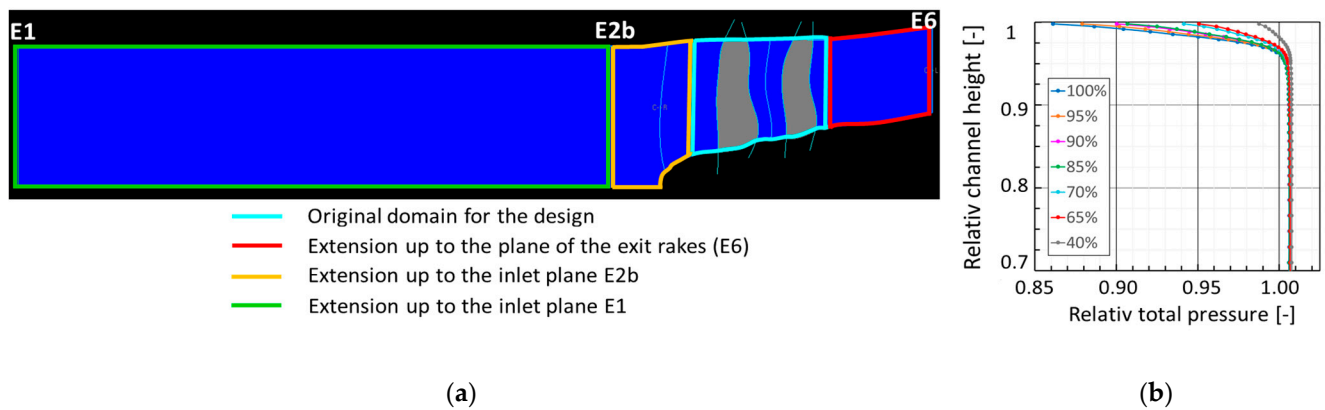 E1
E2b
E6
Original domain for the design
Extension up to the plane of the exit rakes (E6)
Extension up to the inlet plane E2b
Extension up to the inlet plane E1
(a)
(b)
Relativ channel height [-]
1
0.9
0.8
0.7
100%
95%
90%
85%
70%
65%
40%
0.85
0.90
0.95
1.00
Relativ total pressure [-]